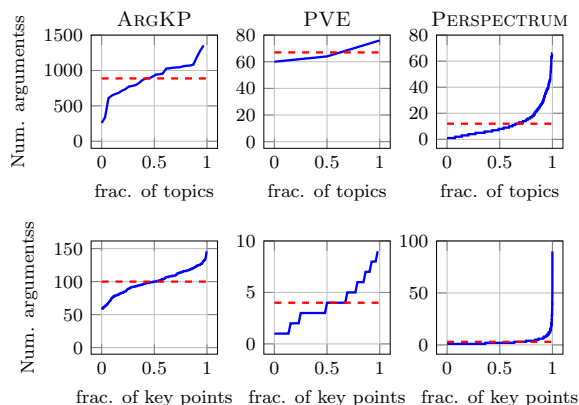 ARGKP PVE PERSPECTRUM
Num. argumentss
1500
1000
500
0
0 0.5 1
frac. of topics
80
60
40
20
0
0 0.5 1
frac. of topics
80
60
40
20
0
0 0.5 1
frac. of topics
Num. argumentss
150
100
50
0
0 0.5 1
frac. of key points
10
5
0
0 0.5 1
frac. of key points
100
50
0
0 0.5 1
frac. of key points